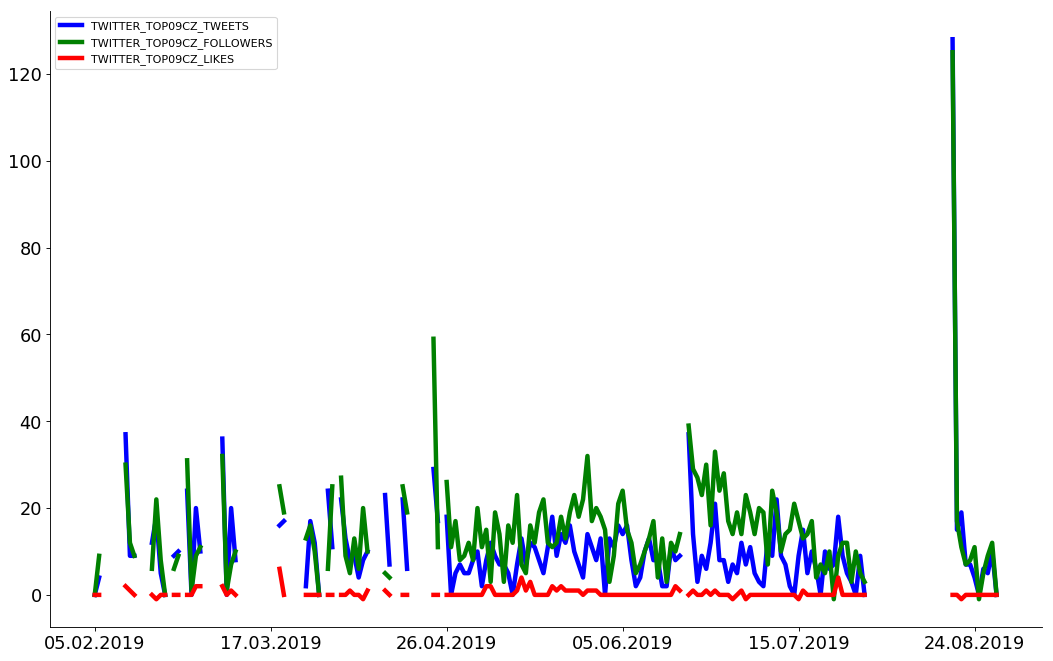 TWITTER_TOP09CZ_TWEETS
TWITTER_TOP09CZ_FOLLOWERS
TWITTER_TOP09CZ_LIKES
120
100
80
60
40
20
0
05.02.2019 17.03.2019 26.04.2019 05.06.2019 15.07.2019 24.08.2019